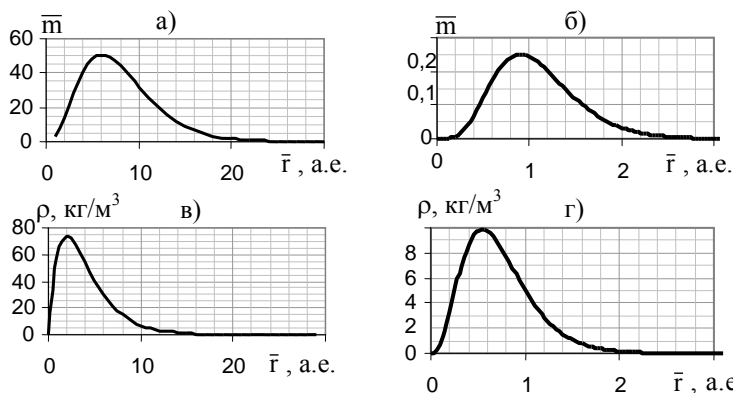 m̅ а)
60
40
20
0
0 10 20
r̅ , а.е.
m̅ б)
0,2
0,1
0
0 1 2
r̅ , а.е.
ρ, кг/м³ в)
80
60
40
20
0
0 10 20 r̅ , а.е.
ρ, кг/м³ г)
8
6
4
2
0
0 1 2 r̅ , а.е.